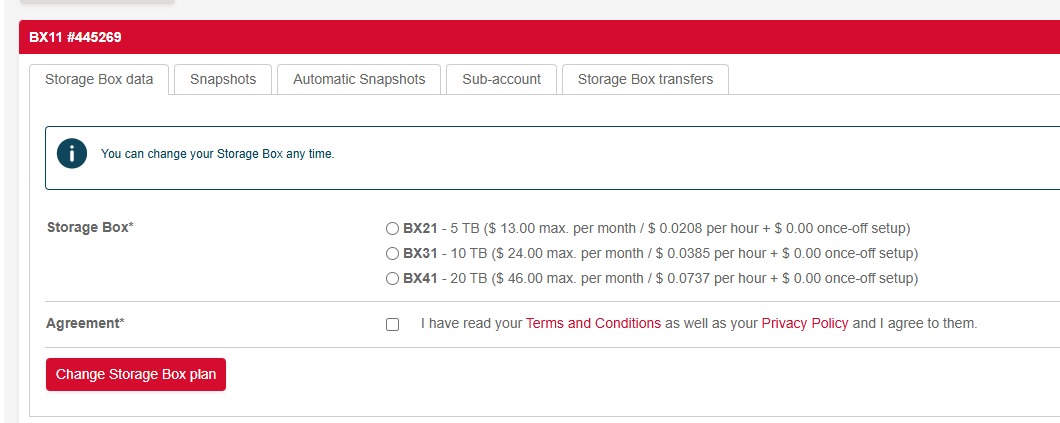 BX11 #445269
Storage Box data
Snapshots
Automatic Snapshots
Sub-account
Storage Box transfers
You can change your Storage Box any time.
Storage Box*
BX21 - 5 TB ($ 13.00 max. per month / $ 0.0208 per hour + $ 0.00 once-off setup)
BX31 - 10 TB ($ 24.00 max. per month / $ 0.0385 per hour + $ 0.00 once-off setup)
BX41 - 20 TB ($ 46.00 max. per month / $ 0.0737 per hour + $ 0.00 once-off setup)
Agreement*
I have read your Terms and Conditions as well as your Privacy Policy and I agree to them.
Change Storage Box plan